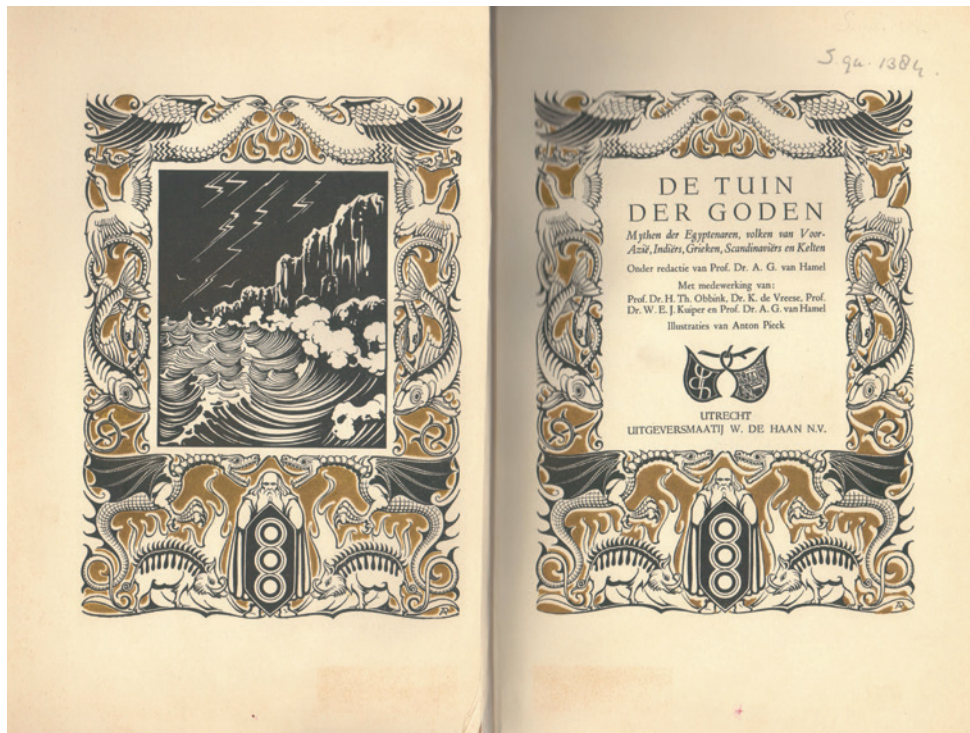 S. qu. 1384.
DE TUIN
DER GODEN
Mythen der Egyptenaren, volken van Voor-
Azië, Indiërs, Grieken, Scandinaviërs en Kelten
Onder redactie van Prof. Dr. A. G. van Hamel
Met medewerking van:
Prof. Dr. H. Th. Obbink, Dr. K. de Vreese, Prof.
Dr. W. E. J. Kuiper en Prof. Dr. A. G. van Hamel
Illustraties van Anton Pieck
UTRECHT
UITGEVERSMAATIJ W. DE HAAN N.V.